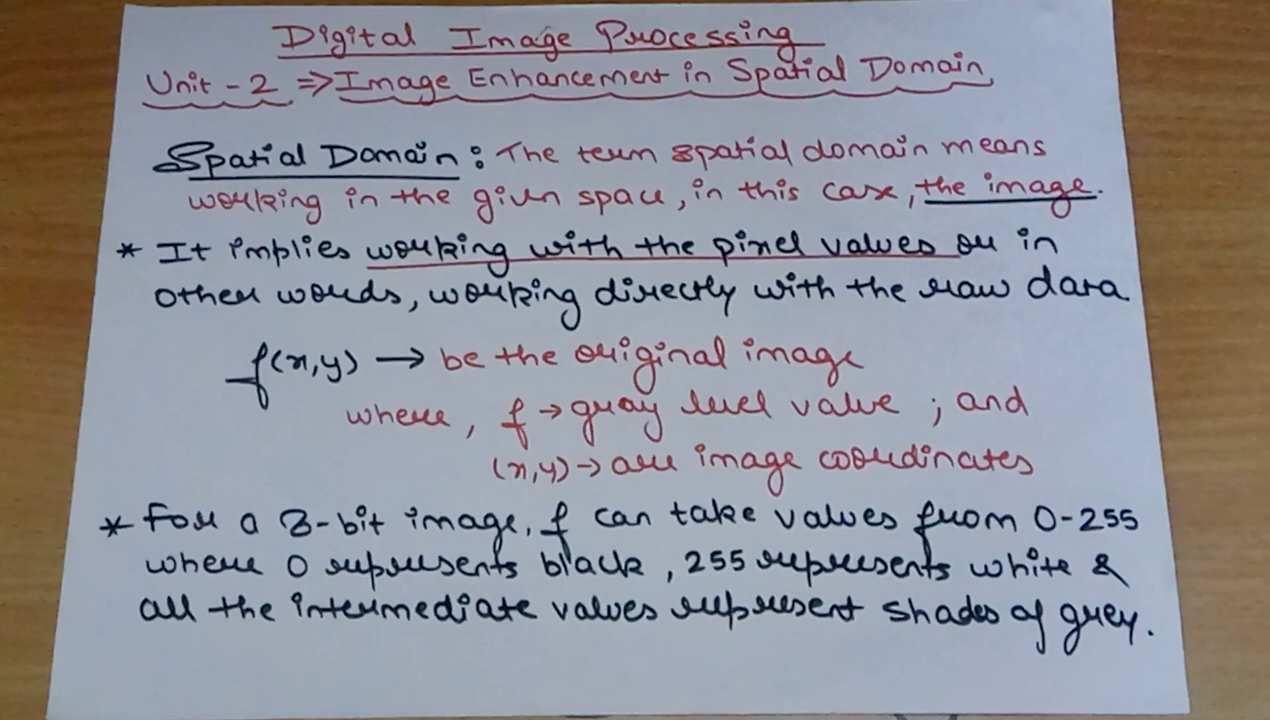 Digital Image Processing
Unit - 2 ⇒ Image Enhancement in Spatial Domain
Spatial Domain : The term spatial domain means
working in the given space, in this case, the image.
* It implies working with the pixel values or in
other words, working directly with the raw data.
f(x,y) → be the original image
where, f → gray level value ; and
(x,y) → are image coordinates
* For a 8-bit image, f can take values from 0-255
where 0 represents black, 255 represents white &
all the intermediate values represent shades of grey.